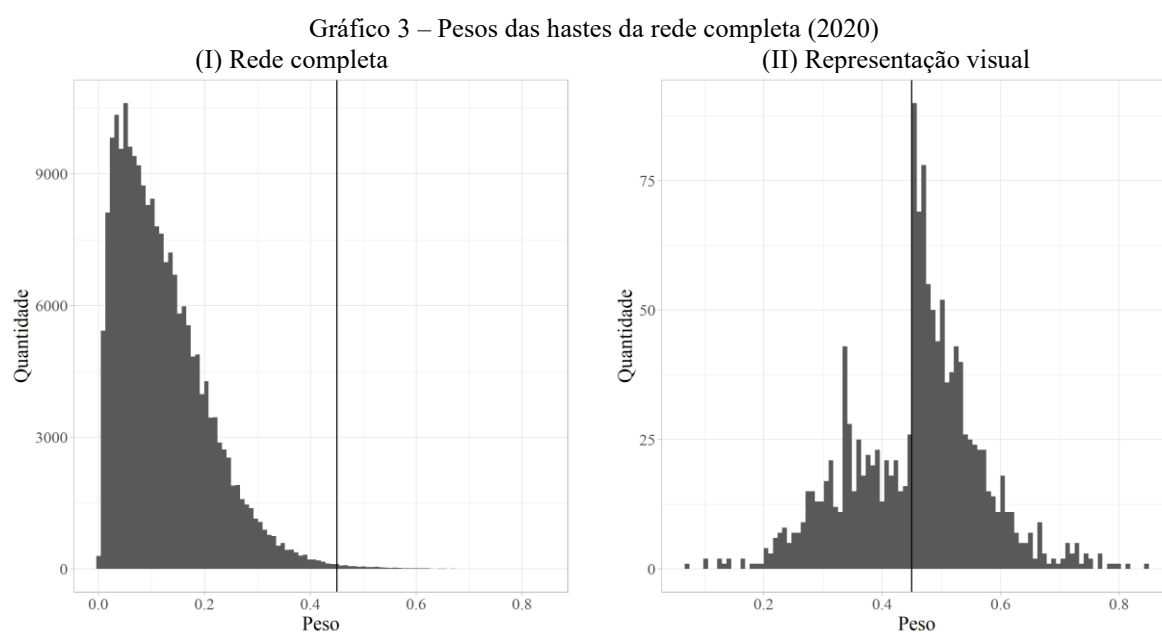 Gráfico 3 – Pesos das hastes da rede completa (2020)
(I) Rede completa
(II) Representação visual
Quantidade
9000
6000
3000
0
0.0 0.2 0.4 0.6 0.8
Peso
Quantidade
75
50
25
0
0.2 0.4 0.6 0.8
Peso